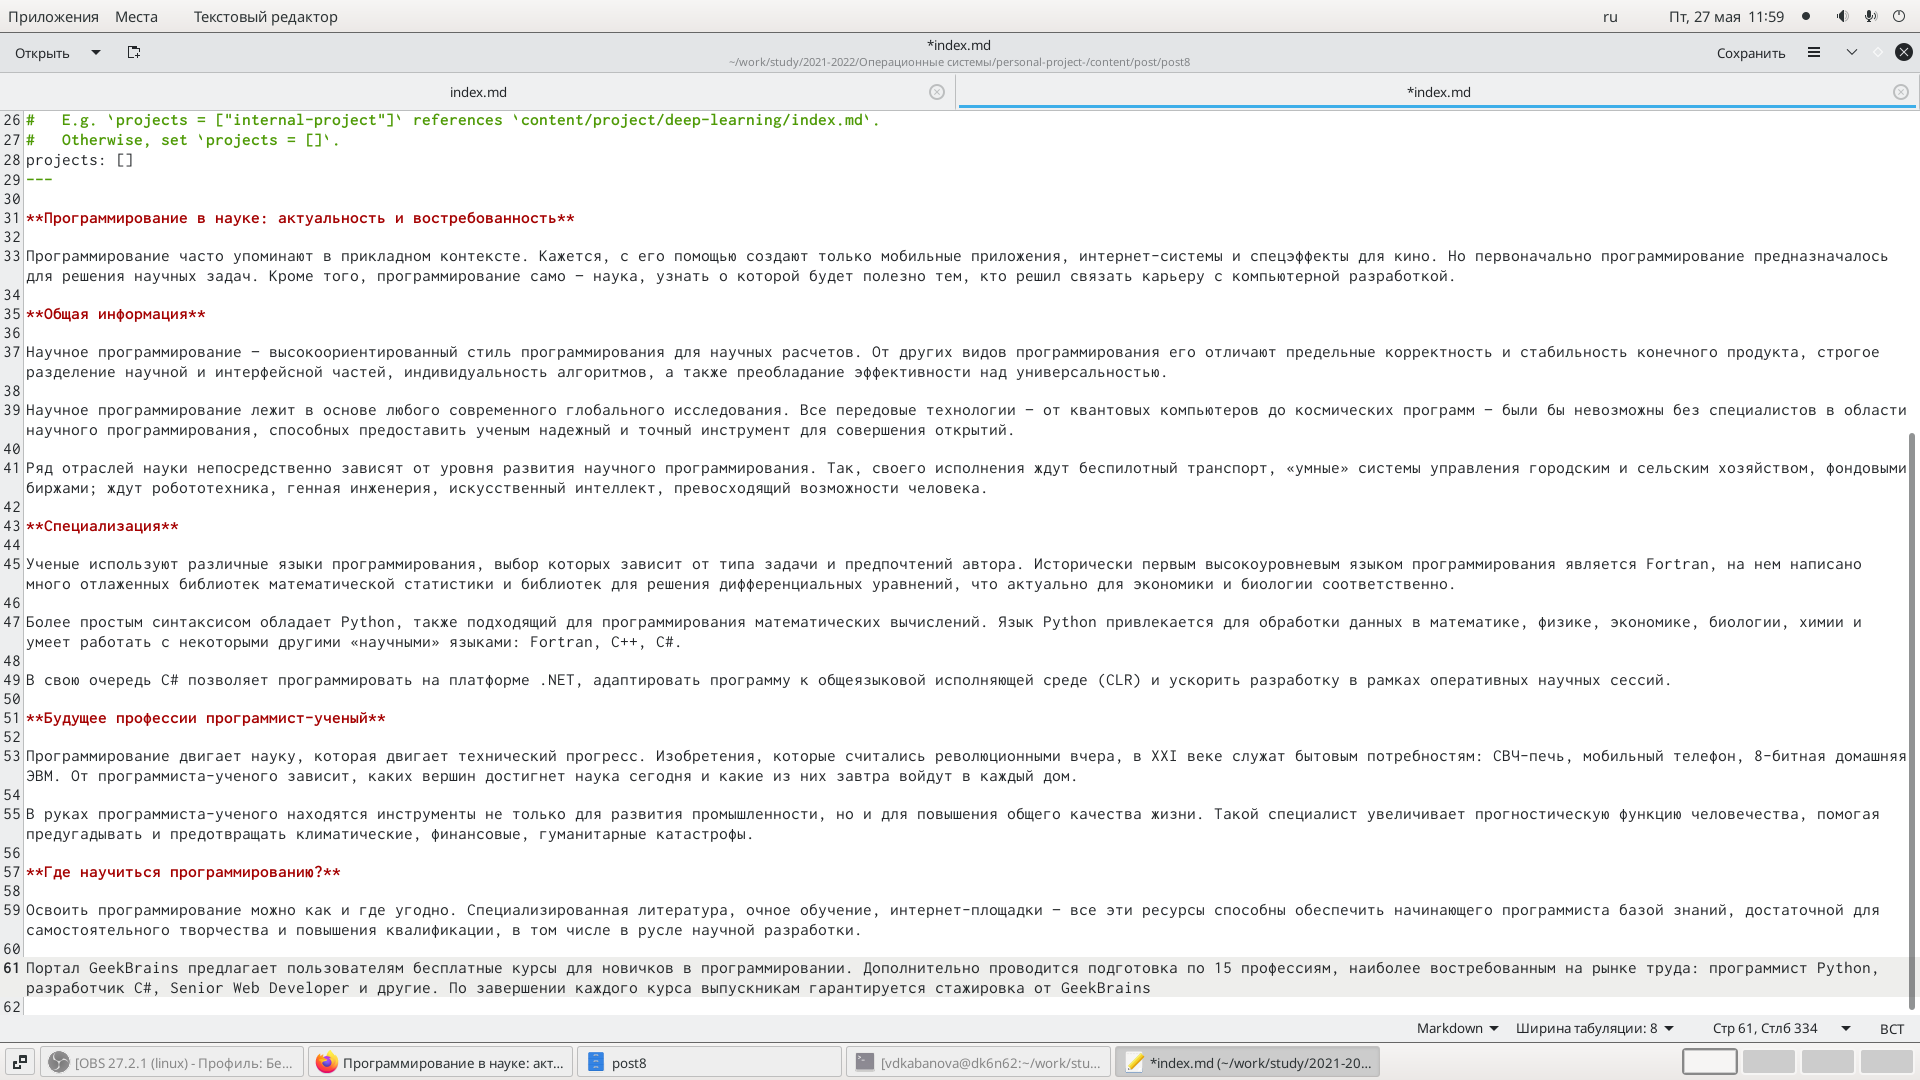 Приложения Места Текстовый редактор ru Пт, 27 мая 11:59
Открыть *index.md Сохранить
~/work/study/2021-2022/Операционные системы/personal-project-/content/post/post8
index.md *index.md
26 #   E.g. `projects = ["internal-project"]` references `content/project/deep-learning/index.md`.
27 #   Otherwise, set `projects = []`.
28 projects: []
29 ---
30
31 **Программирование в науке: актуальность и востребованность**
32
33 Программирование часто упоминают в прикладном контексте. Кажется, с его помощью создают только мобильные приложения, интернет-системы и спецэффекты для кино. Но первоначально программирование предназначалось
для решения научных задач. Кроме того, программирование само – наука, узнать о которой будет полезно тем, кто решил связать карьеру с компьютерной разработкой.
34
35 **Общая информация**
36
37 Научное программирование – высокоориентированный стиль программирования для научных расчетов. От других видов программирования его отличают предельные корректность и стабильность конечного продукта, строгое
разделение научной и интерфейсной частей, индивидуальность алгоритмов, а также преобладание эффективности над универсальностью.
38
39 Научное программирование лежит в основе любого современного глобального исследования. Все передовые технологии – от квантовых компьютеров до космических программ – были бы невозможны без специалистов в области
научного программирования, способных предоставить ученым надежный и точный инструмент для совершения открытий.
40
41 Ряд отраслей науки непосредственно зависят от уровня развития научного программирования. Так, своего исполнения ждут беспилотный транспорт, «умные» системы управления городским и сельским хозяйством, фондовыми
биржами; ждут робототехника, генная инженерия, искусственный интеллект, превосходящий возможности человека.
42
43 **Специализация**
44
45 Ученые используют различные языки программирования, выбор которых зависит от типа задачи и предпочтений автора. Исторически первым высокоуровневым языком программирования является Fortran, на нем написано
много отлаженных библиотек математической статистики и библиотек для решения дифференциальных уравнений, что актуально для экономики и биологии соответственно.
46
47 Более простым синтаксисом обладает Python, также подходящий для программирования математических вычислений. Язык Python привлекается для обработки данных в математике, физике, экономике, биологии, химии и
умеет работать с некоторыми другими «научными» языками: Fortran, C++, C#.
48
49 В свою очередь C# позволяет программировать на платформе .NET, адаптировать программу к общеязыковой исполняющей среде (CLR) и ускорить разработку в рамках оперативных научных сессий.
50
51 **Будущее профессии программист-ученый**
52
53 Программирование двигает науку, которая двигает технический прогресс. Изобретения, которые считались революционными вчера, в XXI веке служат бытовым потребностям: СВЧ-печь, мобильный телефон, 8-битная домашняя
ЭВМ. От программиста-ученого зависит, каких вершин достигнет наука сегодня и какие из них завтра войдут в каждый дом.
54
55 В руках программиста-ученого находятся инструменты не только для развития промышленности, но и для повышения общего качества жизни. Такой специалист увеличивает прогностическую функцию человечества, помогая
предугадывать и предотвращать климатические, финансовые, гуманитарные катастрофы.
56
57 **Где научиться программированию?**
58
59 Освоить программирование можно как и где угодно. Специализированная литература, очное обучение, интернет-площадки – все эти ресурсы способны обеспечить начинающего программиста базой знаний, достаточной для
самостоятельного творчества и повышения квалификации, в том числе в русле научной разработки.
60
61 Портал GeekBrains предлагает пользователям бесплатные курсы для новичков в программировании. Дополнительно проводится подготовка по 15 профессиям, наиболее востребованным на рынке труда: программист Python,
разработчик C#, Senior Web Developer и другие. По завершении каждого курса выпускникам гарантируется стажировка от GeekBrains
62
Markdown Ширина табуляции: 8 Стр 61, Стлб 334 ВСТ
[OBS 27.2.1 (linux) - Профиль: Бе... Программирование в науке: акт... post8 [vdkabanova@dk6n62:~/work/stu... *index.md (~/work/study/2021-20...